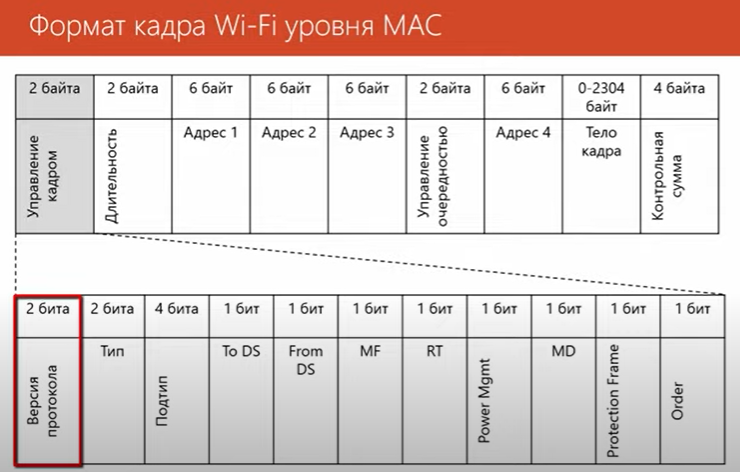 Формат кадра Wi-Fi уровня MAC
2 байта
2 байта
6 байт
6 байт
6 байт
2 байта
6 байт
0-2304
байт
4 байта
Управление
кадром
Длительность
Адрес 1
Адрес 2
Адрес 3
Управление
очередностью
Адрес 4
Тело
кадра
Контрольная
сумма
2 бита
2 бита
4 бита
1 бит
1 бит
1 бит
1 бит
1 бит
1 бит
1 бит
1 бит
Версия
протокола
Тип
Подтип
To DS
From
DS
MF
RT
Power Mgmt
MD
Protection Frame
Order